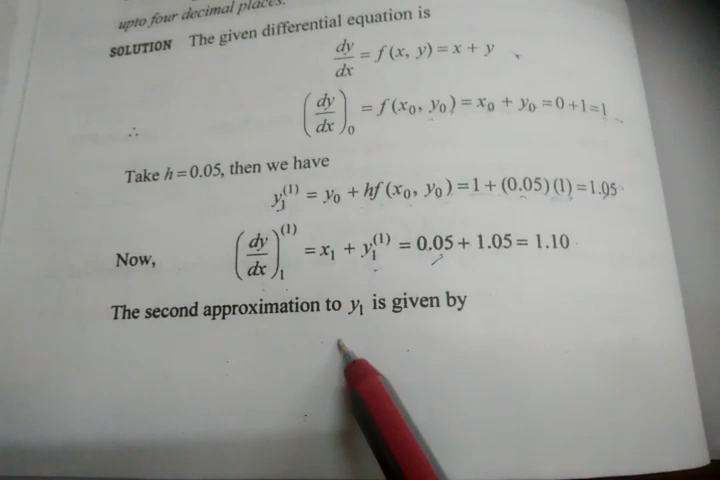 upto four decimal places.
SOLUTION The given differential equation is
dy/dx = f(x, y) = x + y
∴ (dy/dx)₀ = f(x₀, y₀) = x₀ + y₀ = 0 + 1 = 1
Take h = 0.05, then we have
y₁⁽¹⁾ = y₀ + hf(x₀, y₀) = 1 + (0.05) (1) = 1.05
Now, (dy/dx)₁⁽¹⁾ = x₁ + y₁⁽¹⁾ = 0.05 + 1.05 = 1.10
The second approximation to y₁ is given by